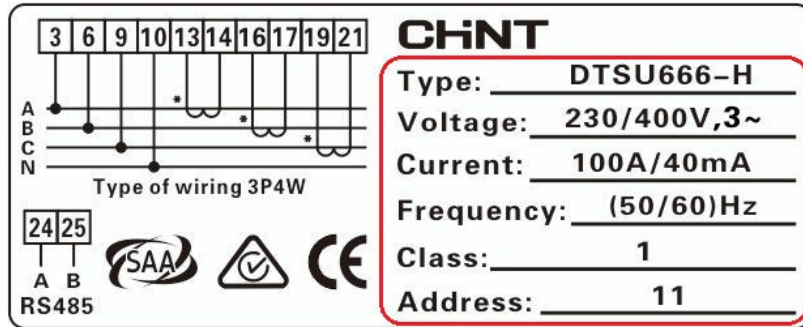 3 6 9 10 13 14 16 17 19 21
A
B
C
N
* * *
Type of wiring 3P4W
24 25
A B
RS485
SAA
CE
CHiNT
Type: DTSU666-H
Voltage: 230/400V,3~
Current: 100A/40mA
Frequency: (50/60)Hz
Class: 1
Address: 11